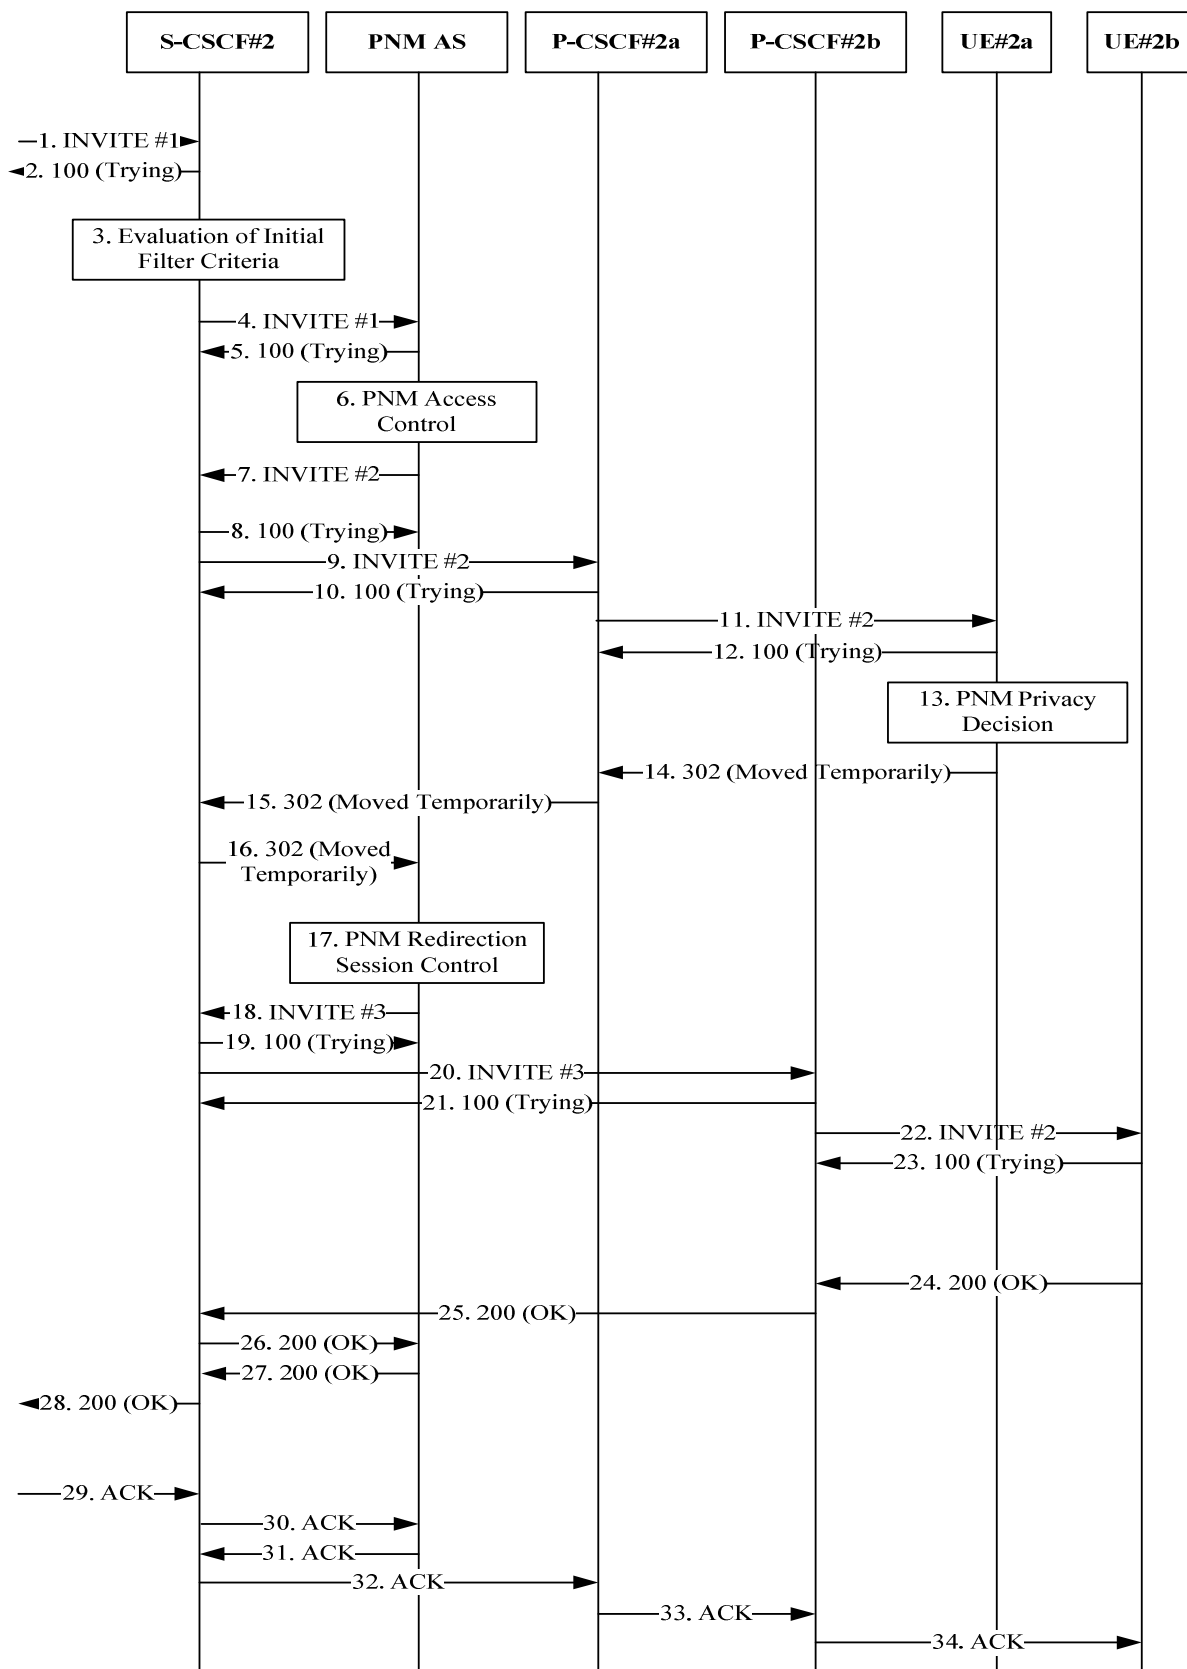 S-CSCF#2
PNM AS
P-CSCF#2a
P-CSCF#2b
UE#2a
UE#2b
1. INVITE #1
2. 100 (Trying)
3. Evaluation of Initial
Filter Criteria
4. INVITE #1
5. 100 (Trying)
6. PNM Access
Control
7. INVITE #2
8. 100 (Trying)
9. INVITE #2
10. 100 (Trying)
11. INVITE #2
12. 100 (Trying)
13. PNM Privacy
Decision
14. 302 (Moved Temporarily)
15. 302 (Moved Temporarily)
16. 302 (Moved
Temporarily)
17. PNM Redirection
Session Control
18. INVITE #3
19. 100 (Trying)
20. INVITE #3
21. 100 (Trying)
22. INVITE #2
23. 100 (Trying)
24. 200 (OK)
25. 200 (OK)
26. 200 (OK)
27. 200 (OK)
28. 200 (OK)
29. ACK
30. ACK
31. ACK
32. ACK
33. ACK
34. ACK